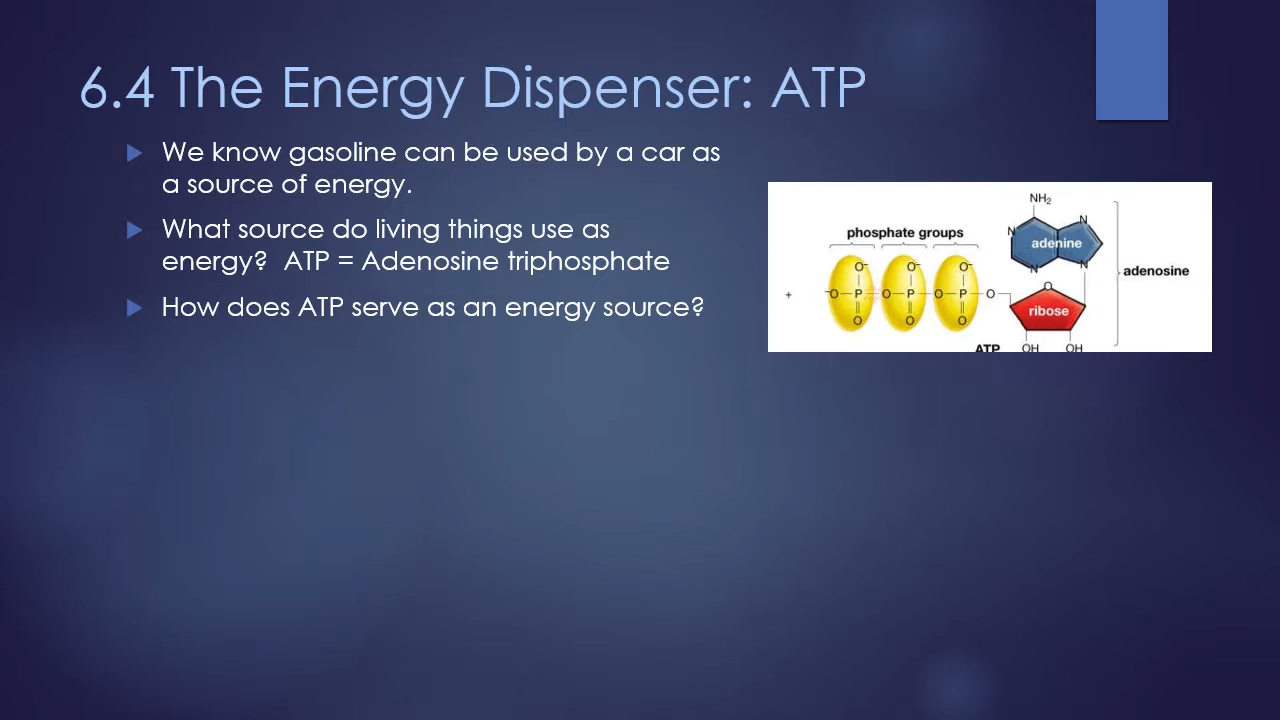 6.4 The Energy Dispenser: ATP
We know gasoline can be used by a car as
a source of energy.
What source do living things use as
energy?  ATP = Adenosine triphosphate
How does ATP serve as an energy source?
NH₂
phosphate groups
N
N
adenine
N
N
adenosine
O⁻
O⁻
O⁻
+
⁻O
P
O
P
O
P
O
O
ribose
O
O
O
ATP
OH
OH